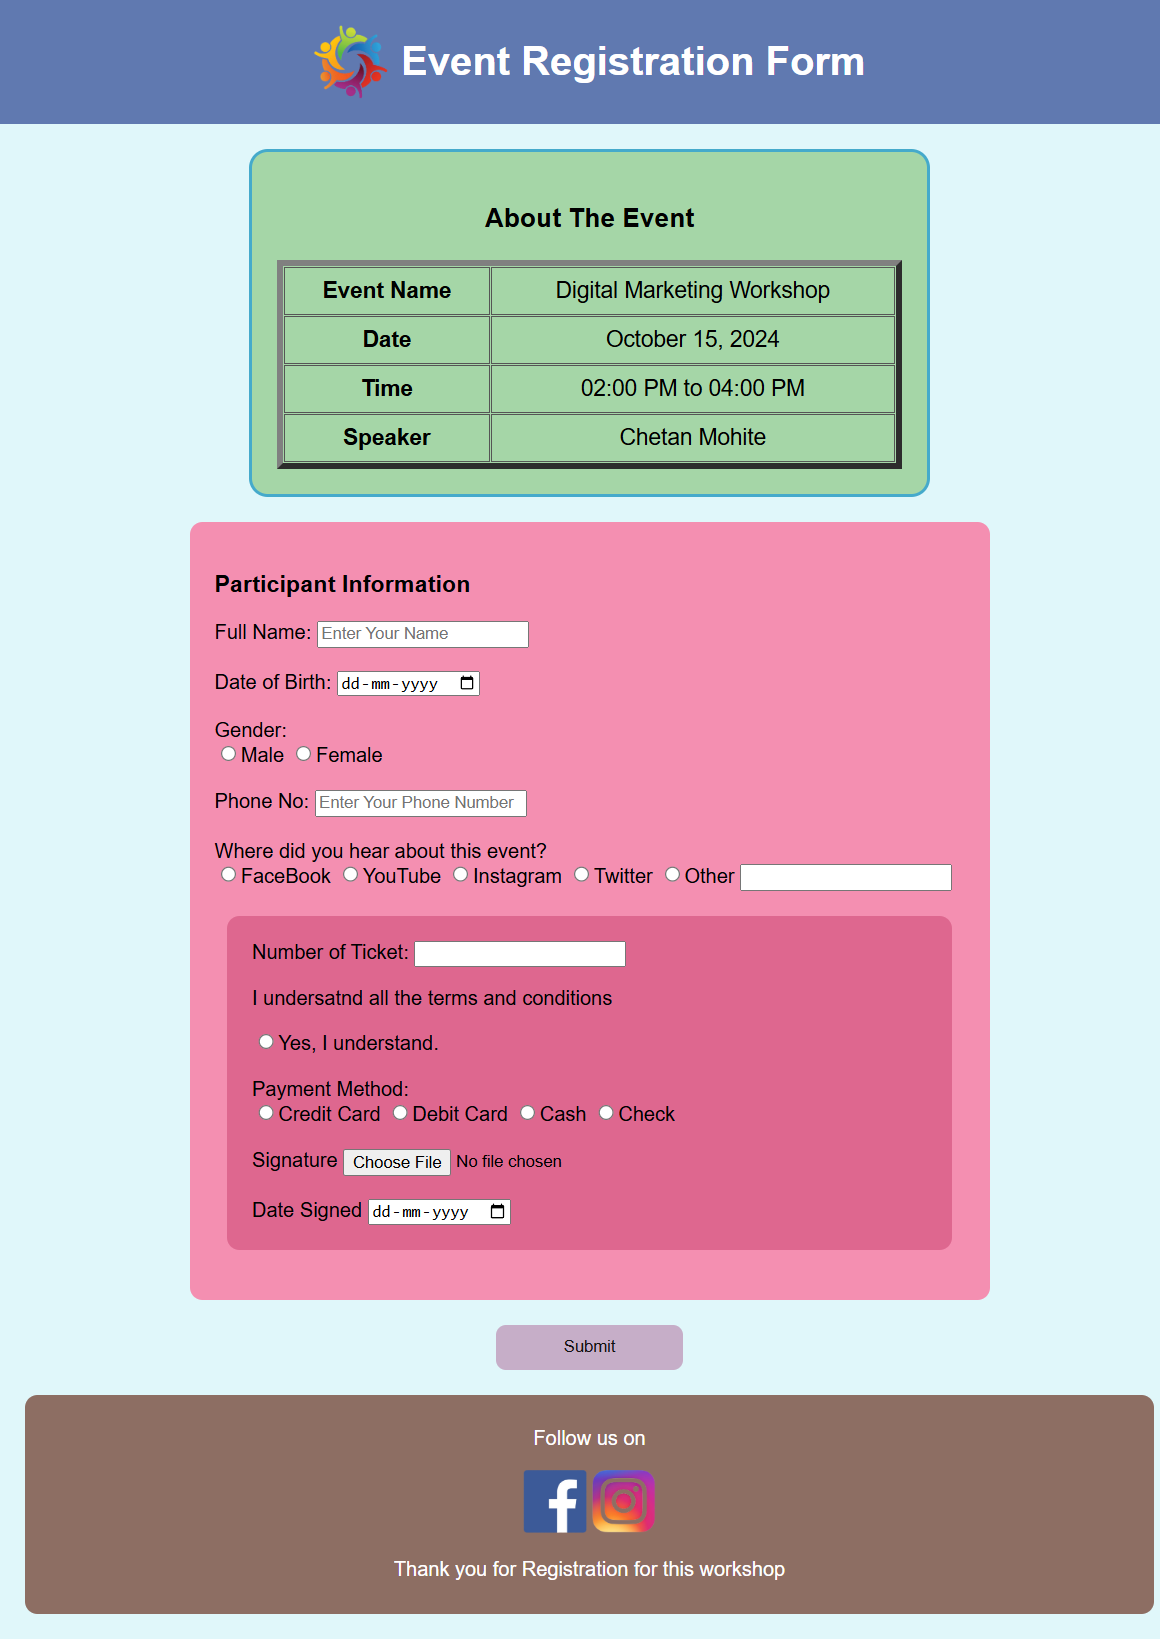 Event Registration Form
About The Event
Event Name Digital Marketing Workshop
Date October 15, 2024
Time 02:00 PM to 04:00 PM
Speaker Chetan Mohite
Participant Information
Full Name: Enter Your Name
Date of Birth: dd-mm-yyyy
Gender:
Male Female
Phone No: Enter Your Phone Number
Where did you hear about this event?
FaceBook YouTube Instagram Twitter Other
Number of Ticket:
I undersatnd all the terms and conditions
Yes, I understand.
Payment Method:
Credit Card Debit Card Cash Check
Signature Choose File No file chosen
Date Signed dd-mm-yyyy
Submit
Follow us on
Thank you for Registration for this workshop